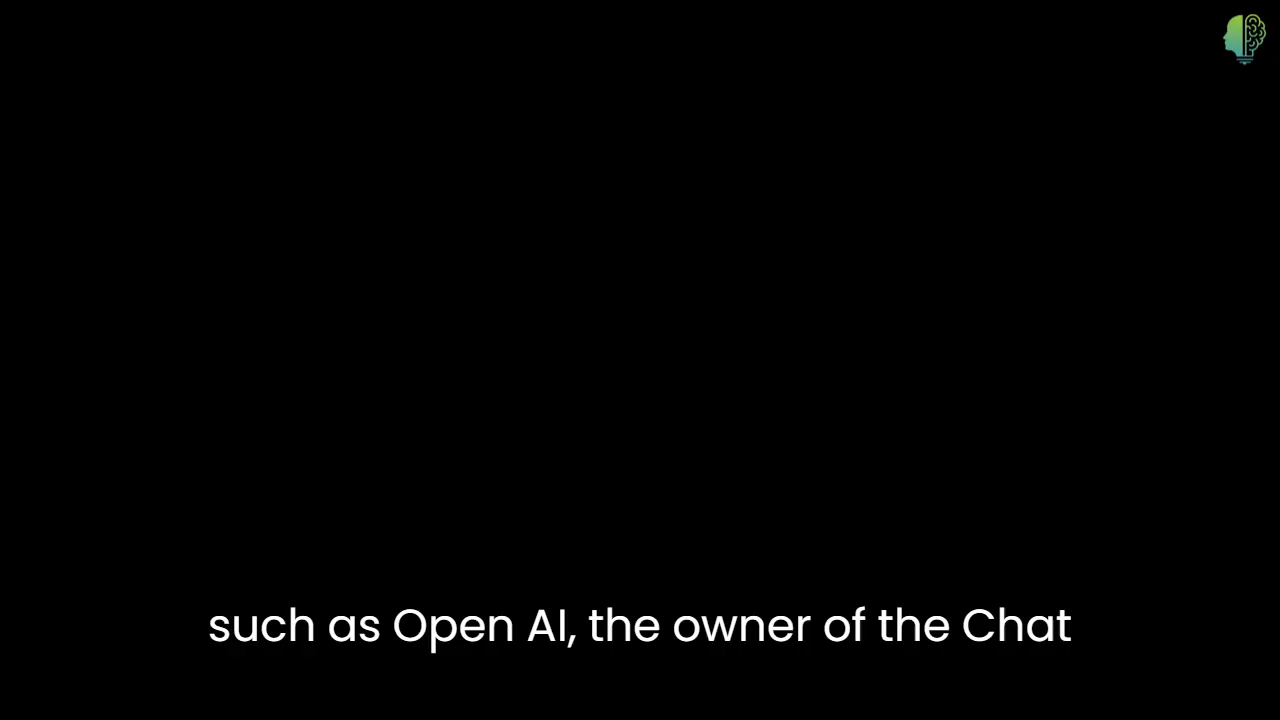 such as Open AI, the owner of the Chat